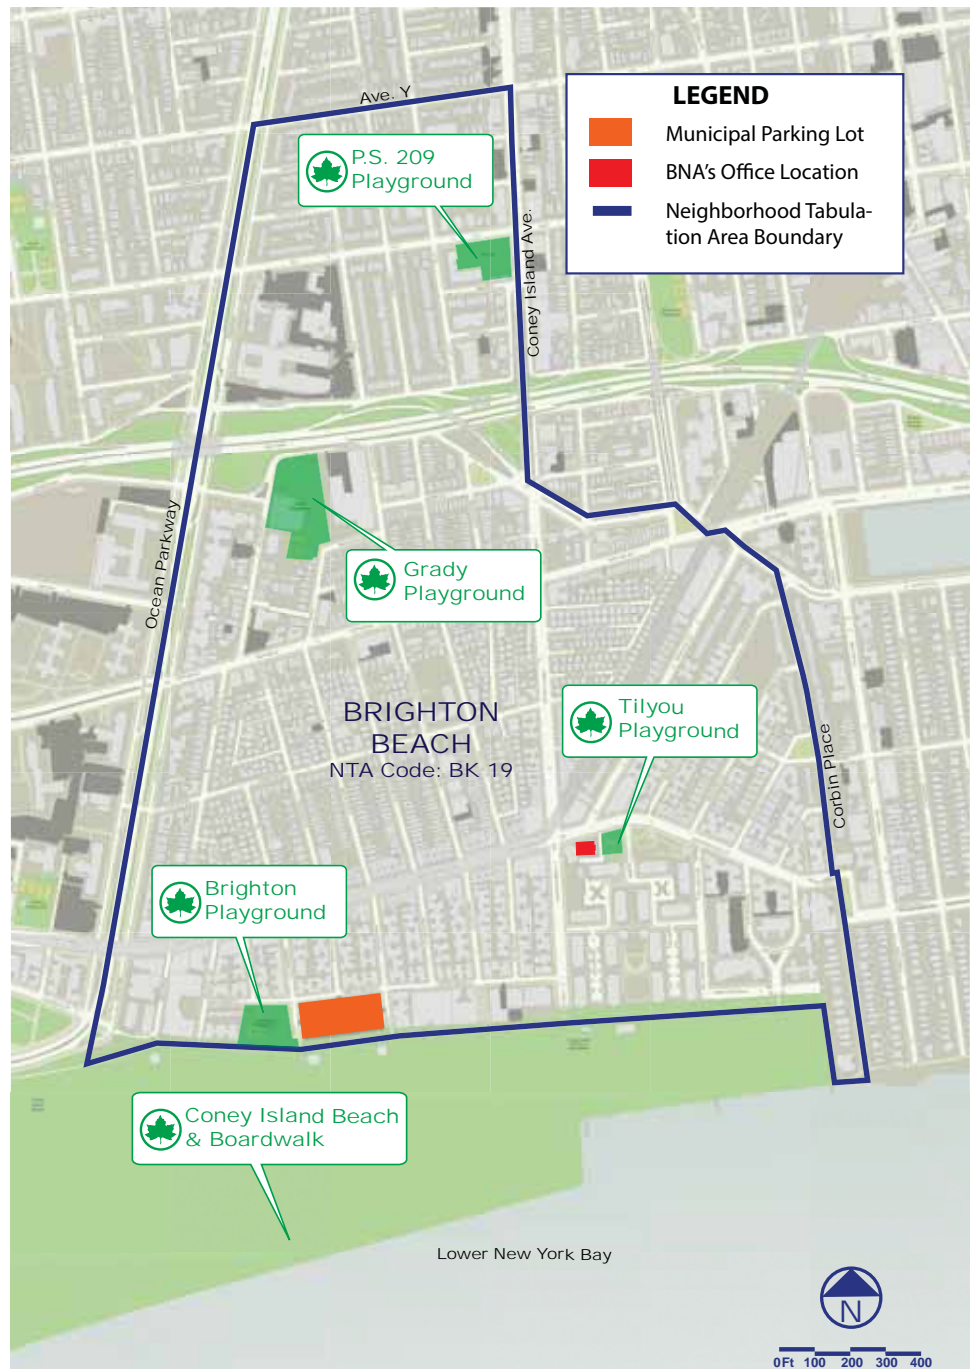 Ave. Y
LEGEND
Municipal Parking Lot
BNA's Office Location
Neighborhood Tabula-
tion Area Boundary
P.S. 209
Playground
Coney Island Ave.
Ocean Parkway
Grady
Playground
BRIGHTON
BEACH
NTA Code: BK 19
Tilyou
Playground
Corbin Place
Brighton
Playground
Coney Island Beach
& Boardwalk
Lower New York Bay
N
0Ft 100 200 300 400